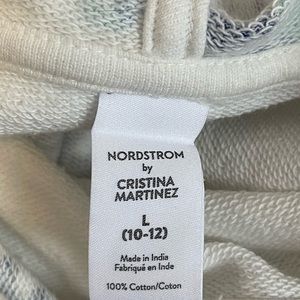 NORDSTROM
by
CRISTINA
MARTINEZ
L
(10-12)
Made in India
Fabriqué en Inde
100% Cotton/Coton